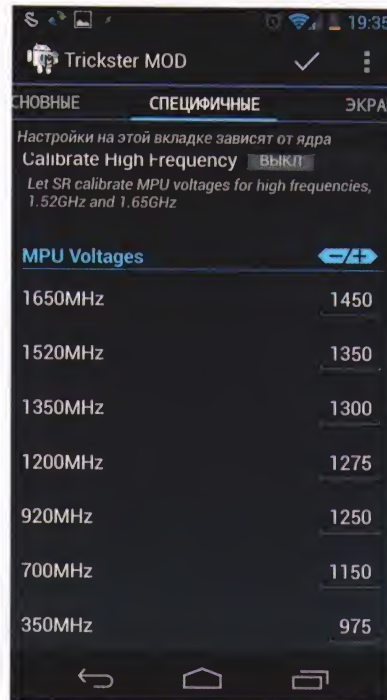 19:35
Trickster MOD
СНОВНЫЕ СПЕЦИФИЧНЫЕ ЭКРА
Настройки на этой вкладке зависят от ядра
Calibrate High Frequency ВЫКЛ
Let SR calibrate MPU voltages for high frequencies,
1.52GHz and 1.65GHz
MPU Voltages -/+
1650MHz 1450
1520MHz 1350
1350MHz 1300
1200MHz 1275
920MHz 1250
700MHz 1150
350MHz 975